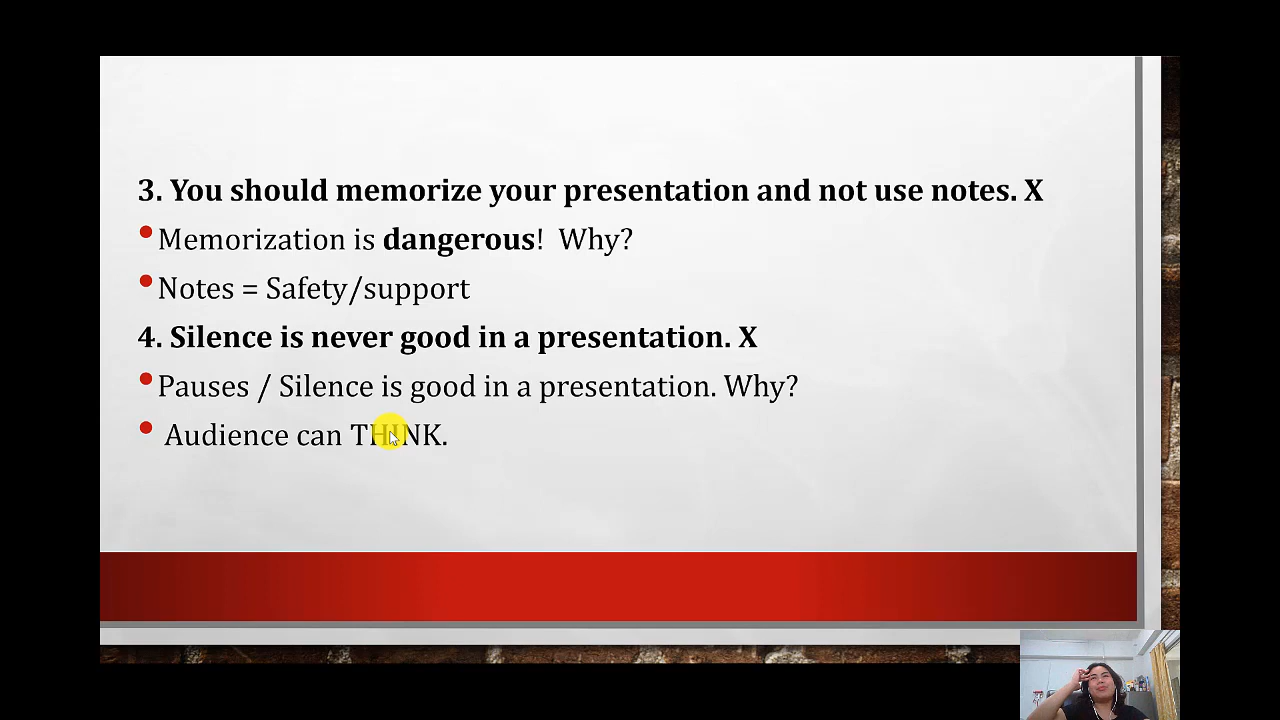 3. You should memorize your presentation and not use notes. X
Memorization is dangerous!  Why?
Notes = Safety/support
4. Silence is never good in a presentation. X
Pauses / Silence is good in a presentation. Why?
Audience can THINK.